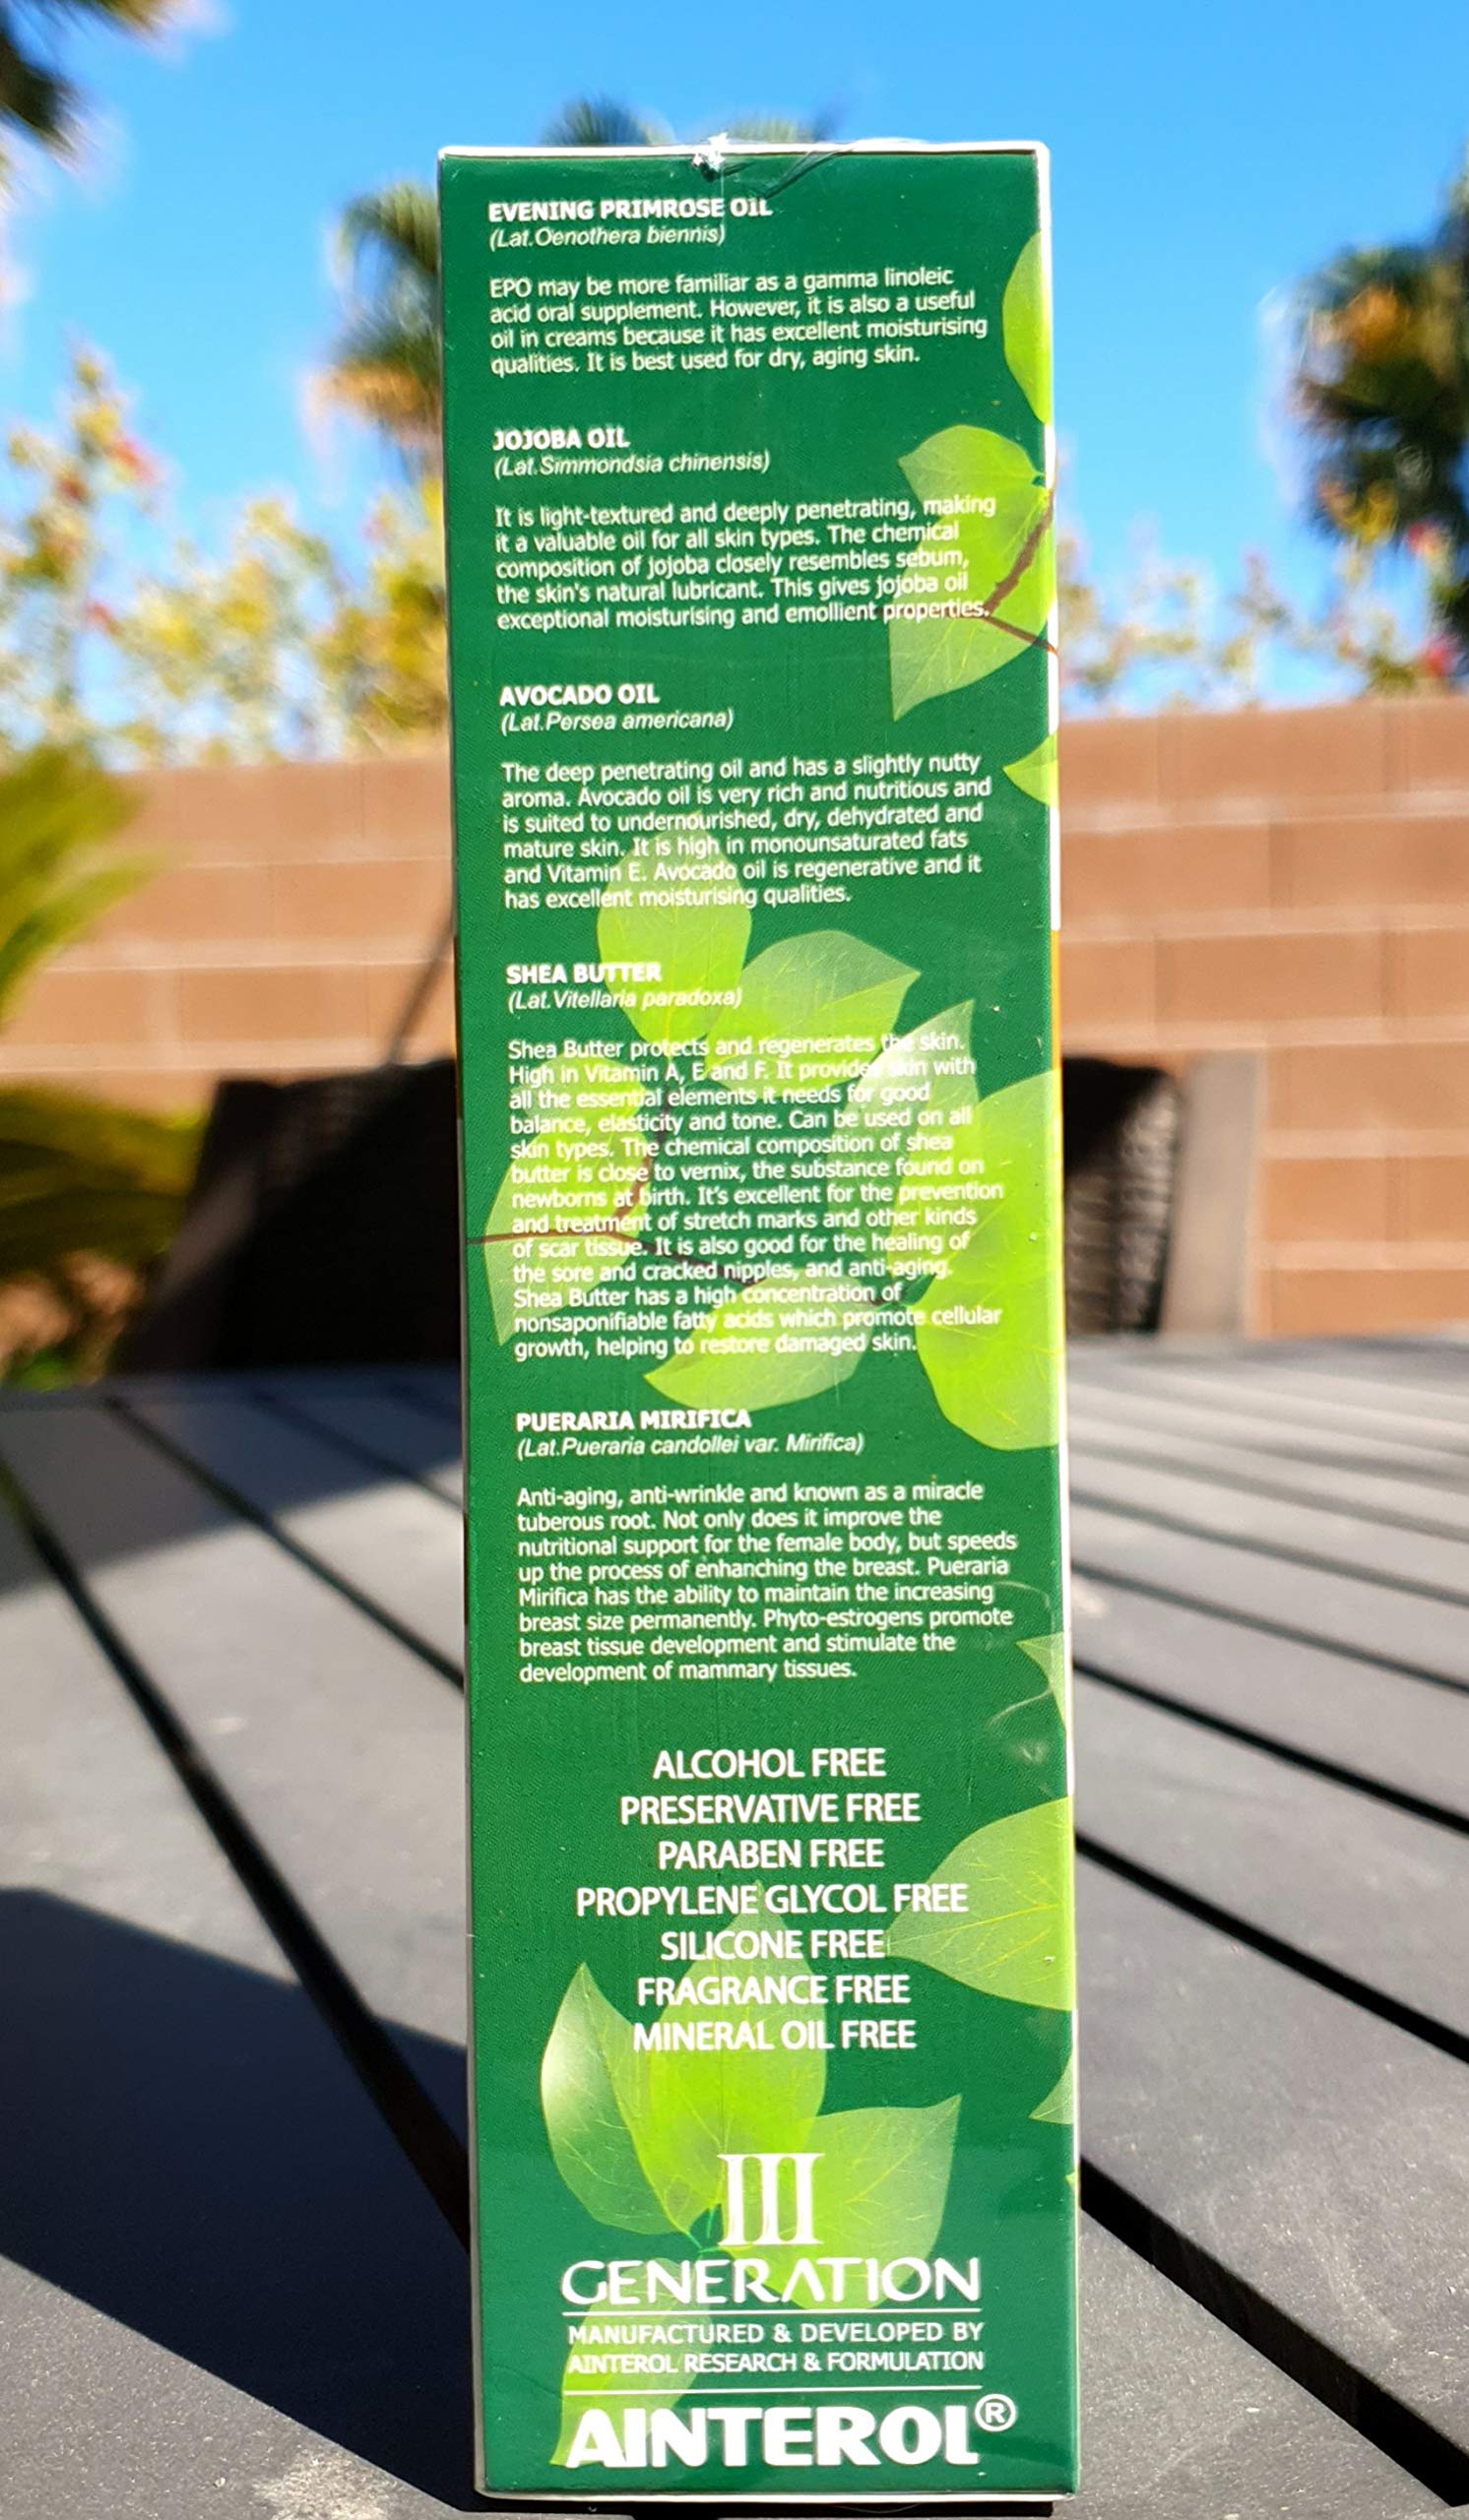 EVENING PRIMROSE OIL
(Lat.Oenothera biennis)
EPO may be more familiar as a gamma linoleic
acid oral supplement. However, it is also a useful
oil in creams because it has excellent moisturising
qualities. It is best used for dry, aging skin.
JOJOBA OIL
(Lat.Simmondsia chinensis)
It is light-textured and deeply penetrating, making
it a valuable oil for all skin types. The chemical
composition of jojoba closely resembles sebum,
the skin's natural lubricant. This gives jojoba oil
exceptional moisturising and emollient properties.
AVOCADO OIL
(Lat.Persea americana)
The deep penetrating oil and has a slightly nutty
aroma. Avocado oil is very rich and nutritious and
is suited to undernourished, dry, dehydrated and
mature skin. It is high in monounsaturated fats
and Vitamin E. Avocado oil is regenerative and it
has excellent moisturising qualities.
SHEA BUTTER
(Lat.Vitellaria paradoxa)
Shea Butter protects and regenerates the skin.
High in Vitamin A, E and F. It provides skin with
all the essential elements it needs for good
balance, elasticity and tone. Can be used on all
skin types. The chemical composition of shea
butter is close to vernix, the substance found on
newborns at birth. It's excellent for the prevention
and treatment of stretch marks and other kinds
of scar tissue. It is also good for the healing of
the sore and cracked nipples, and anti-aging.
Shea Butter has a high concentration of
nonsaponifiable fatty acids which promote cellular
growth, helping to restore damaged skin.
PUERARIA MIRIFICA
(Lat.Pueraria candollei var. Mirifica)
Anti-aging, anti-wrinkle and known as a miracle
tuberous root. Not only does it improve the
nutritional support for the female body, but speeds
up the process of enhanching the breast. Pueraria
Mirifica has the ability to maintain the increasing
breast size permanently. Phyto-estrogens promote
breast tissue development and stimulate the
development of mammary tissues.
ALCOHOL FREE
PRESERVATIVE FREE
PARABEN FREE
PROPYLENE GLYCOL FREE
SILICONE FREE
FRAGRANCE FREE
MINERAL OIL FREE
III
GENERATION
MANUFACTURED & DEVELOPED BY
AINTEROL RESEARCH & FORMULATION
AINTEROL®